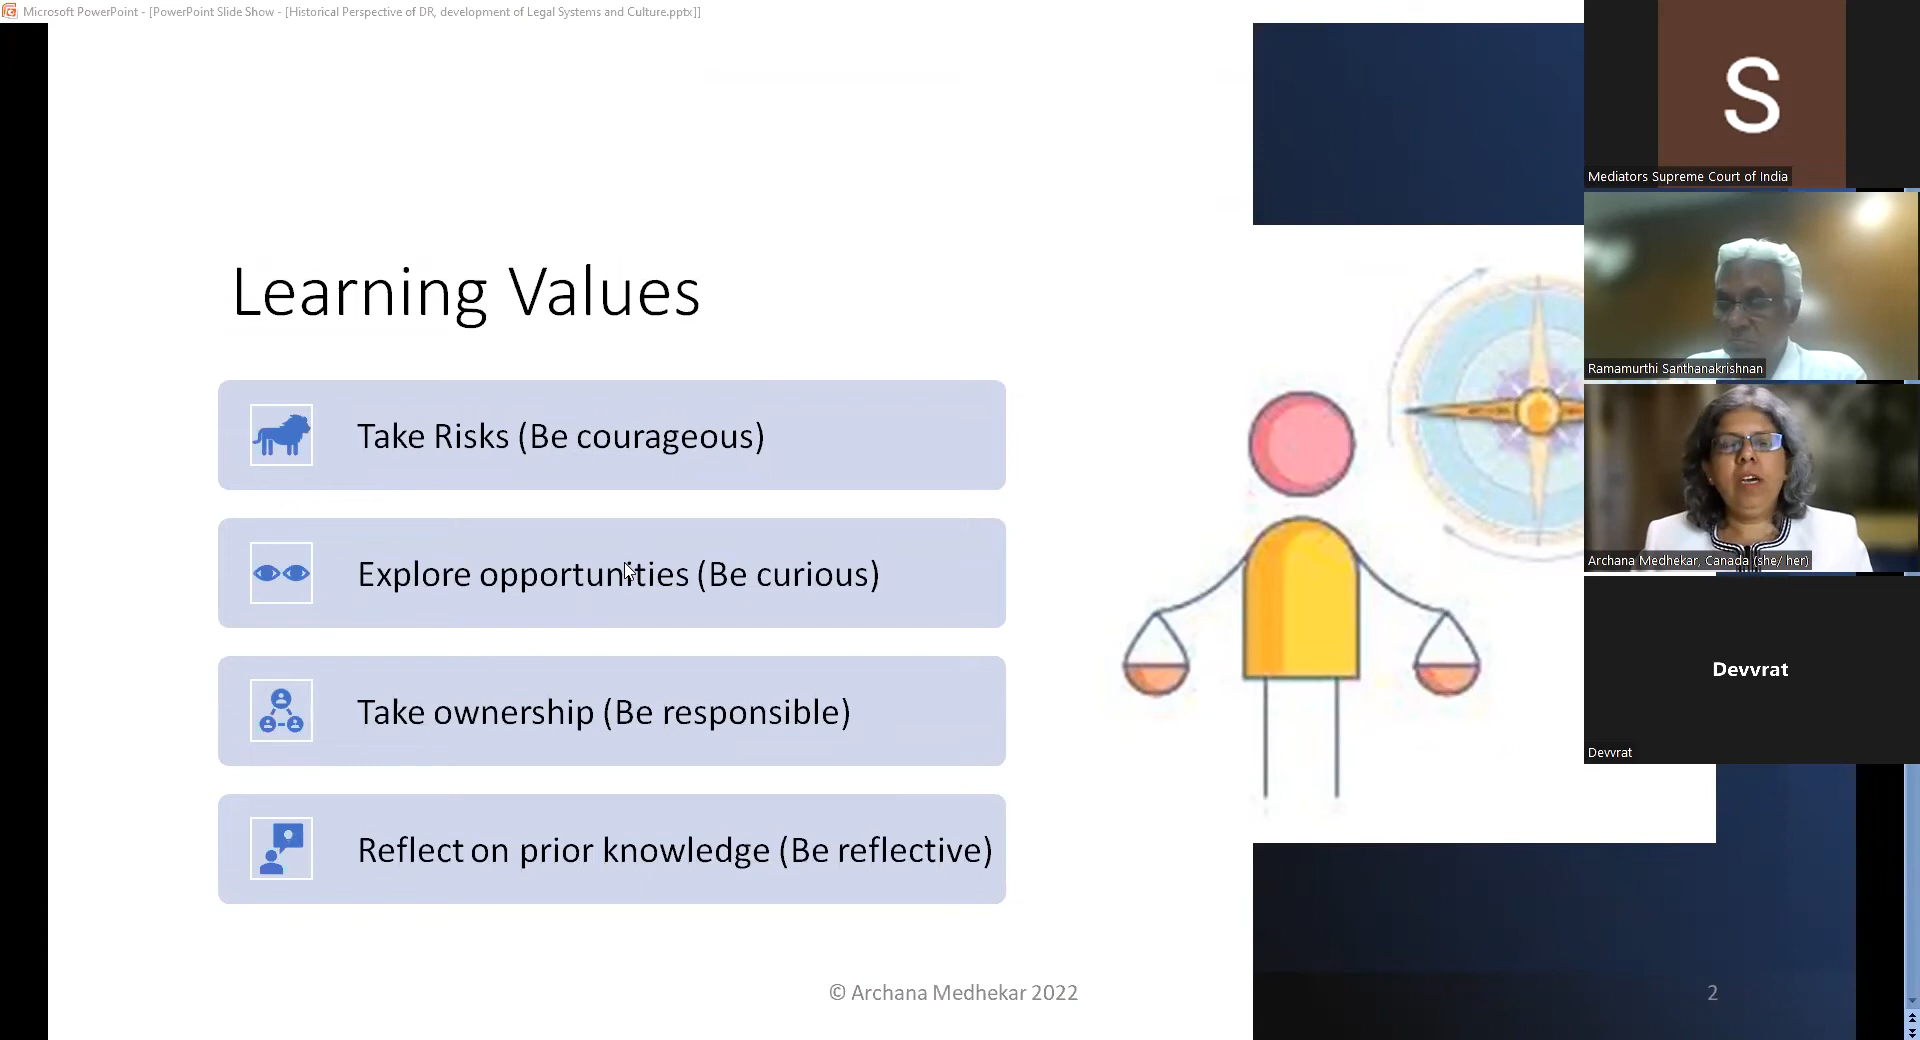 Microsoft PowerPoint - [PowerPoint Slide Show - [Historical Perspective of DR, development of Legal Systems and Culture.pptx]]
Learning Values
Take Risks (Be courageous)
Explore opportunities (Be curious)
Take ownership (Be responsible)
Reflect on prior knowledge (Be reflective)
© Archana Medhekar 2022
2
S
Mediators Supreme Court of India
Ramamurthi Santhanakrishnan
Archana Medhekar, Canada (she/ her)
Devvrat
Devvrat